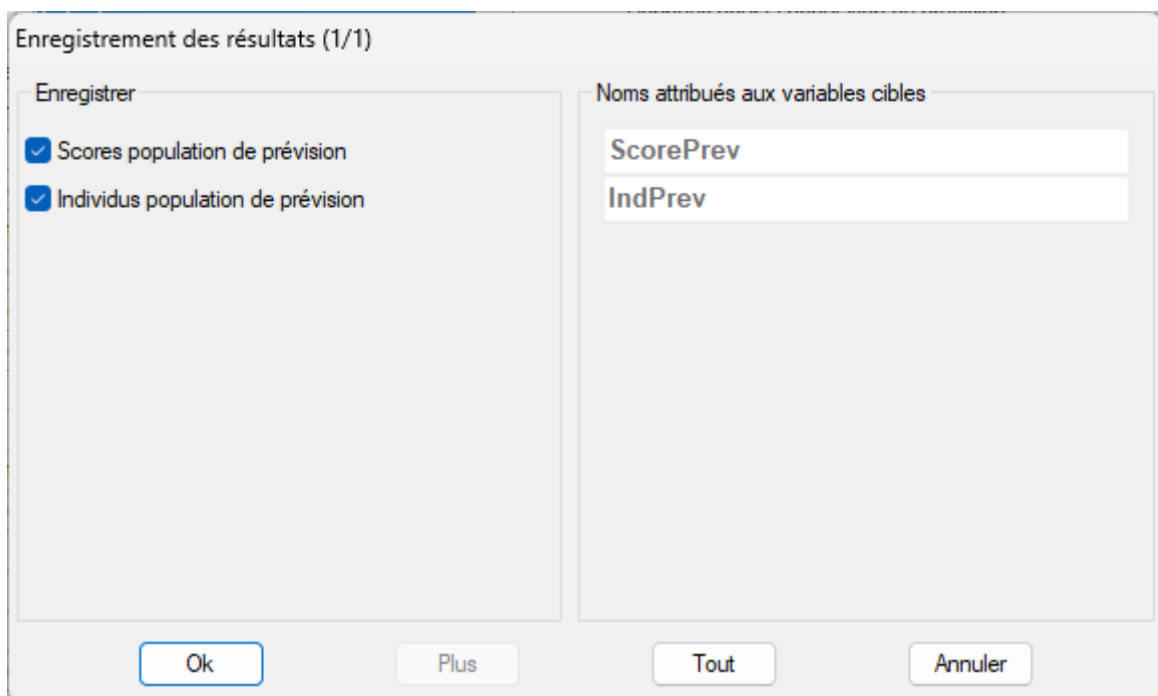 Enregistrement des résultats (1/1)
Enregistrer
Scores population de prévision
Individus population de prévision
Noms attribués aux variables cibles
ScorePrev
IndPrev
Ok
Plus
Tout
Annuler